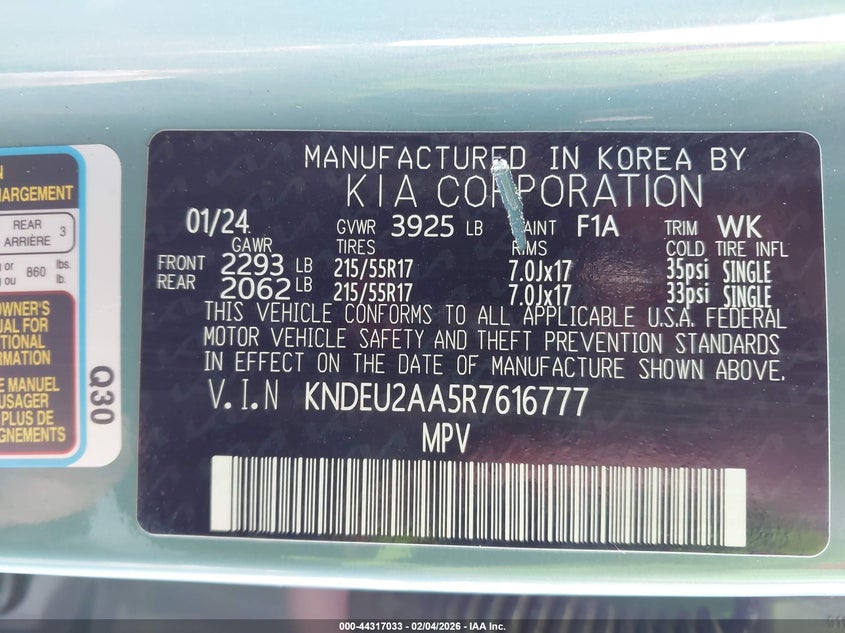 N
CHARGEMENT
REAR
ARRIÈRE 3
or
ou 860 lbs.
lb.
OWNER'S
UAL FOR
TIONAL
RMATION
E MANUEL
'USAGER
PLUS DE
GNEMENTS
Q30
MANUFACTURED IN KOREA BY
KIA CORPORATION
01/24 GVWR 3925 LB PAINT F1A TRIM WK
GAWR TIRES RIMS COLD TIRE INFL
FRONT 2293 LB 215/55R17 7.0Jx17 35psi SINGLE
REAR 2062 LB 215/55R17 7.0Jx17 33psi SINGLE
THIS VEHICLE CONFORMS TO ALL APPLICABLE U.S.A. FEDERAL
MOTOR VEHICLE SAFETY AND THEFT PREVENTION STANDARDS
IN EFFECT ON THE DATE OF MANUFACTURE SHOWN ABOVE.
V.I.N KNDEU2AA5R7616777
MPV
000-44317033 - 02/04/2026 - IAA Inc.